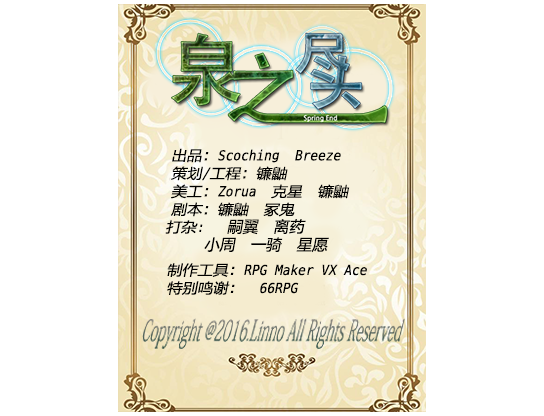 泉之尽头
Spring End
出品：Scoching Breeze
策划/工程：镰鼬
美工：Zorua 克星 镰鼬
剧本：镰鼬 冢鬼
打杂： 嗣翼 离药
小周 一骑 星愿
制作工具：RPG Maker VX Ace
特别鸣谢： 66RPG
Copyright @2016.Linno All Rights Reserved